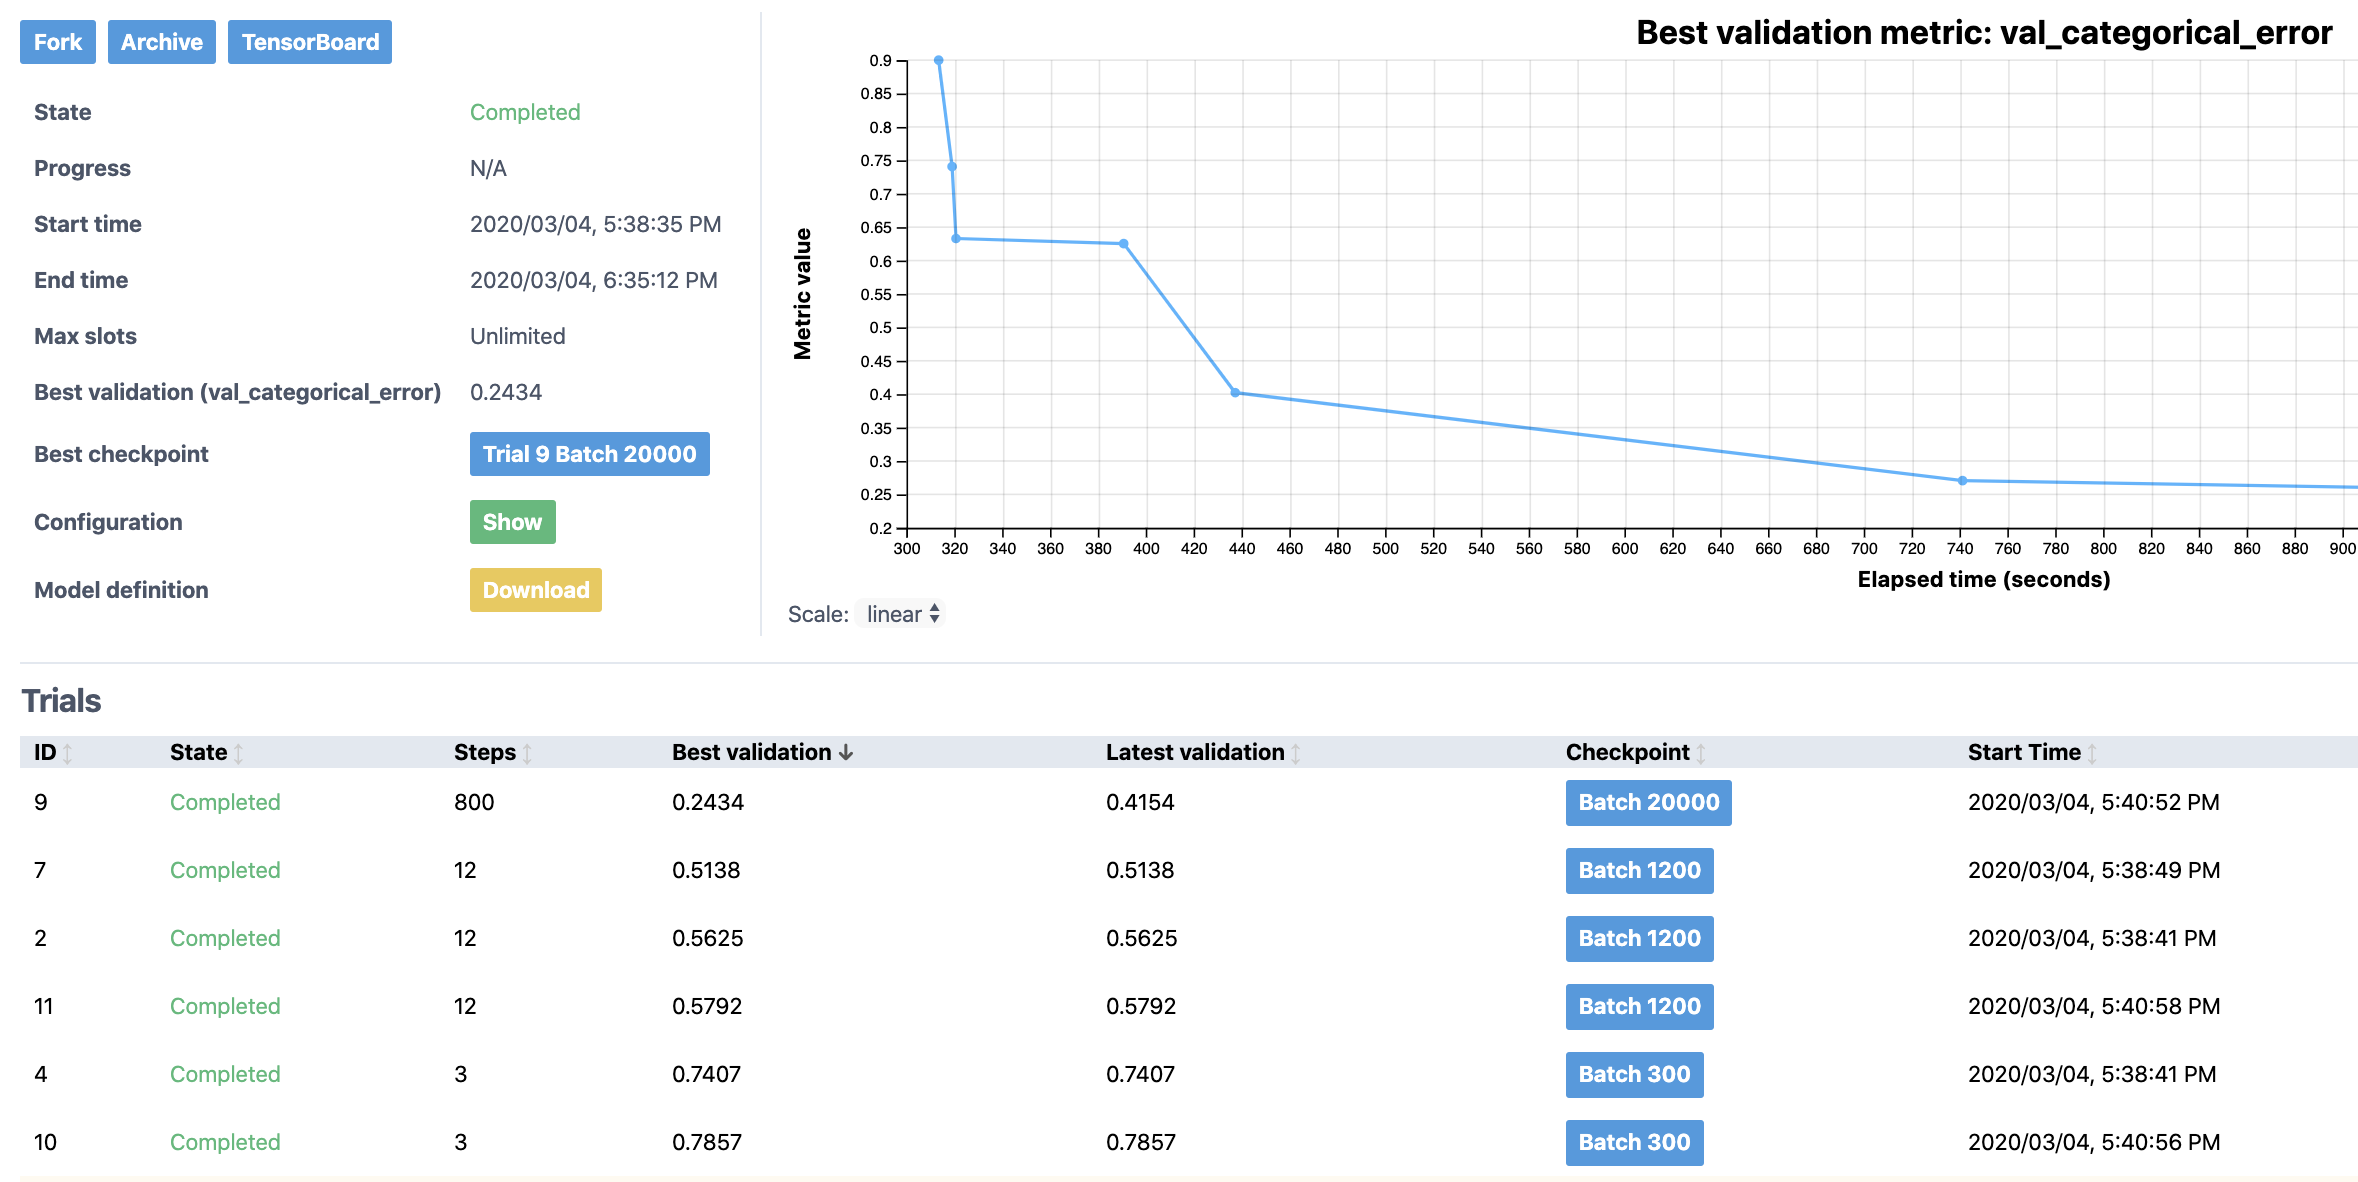 Fork Archive TensorBoard
State Completed
Progress N/A
Start time 2020/03/04, 5:38:35 PM
End time 2020/03/04, 6:35:12 PM
Max slots Unlimited
Best validation (val_categorical_error) 0.2434
Best checkpoint Trial 9 Batch 20000
Configuration Show
Model definition Download
Best validation metric: val_categorical_error
Metric value
0.9
0.85
0.8
0.75
0.7
0.65
0.6
0.55
0.5
0.45
0.4
0.35
0.3
0.25
0.2
300 320 340 360 380 400 420 440 460 480 500 520 540 560 580 600 620 640 660 680 700 720 740 760 780 800 820 840 860 880 900
Elapsed time (seconds)
Scale: linear
Trials
ID State Steps Best validation Latest validation Checkpoint Start Time
9 Completed 800 0.2434 0.4154 Batch 20000 2020/03/04, 5:40:52 PM
7 Completed 12 0.5138 0.5138 Batch 1200 2020/03/04, 5:38:49 PM
2 Completed 12 0.5625 0.5625 Batch 1200 2020/03/04, 5:38:41 PM
11 Completed 12 0.5792 0.5792 Batch 1200 2020/03/04, 5:40:58 PM
4 Completed 3 0.7407 0.7407 Batch 300 2020/03/04, 5:38:41 PM
10 Completed 3 0.7857 0.7857 Batch 300 2020/03/04, 5:40:56 PM